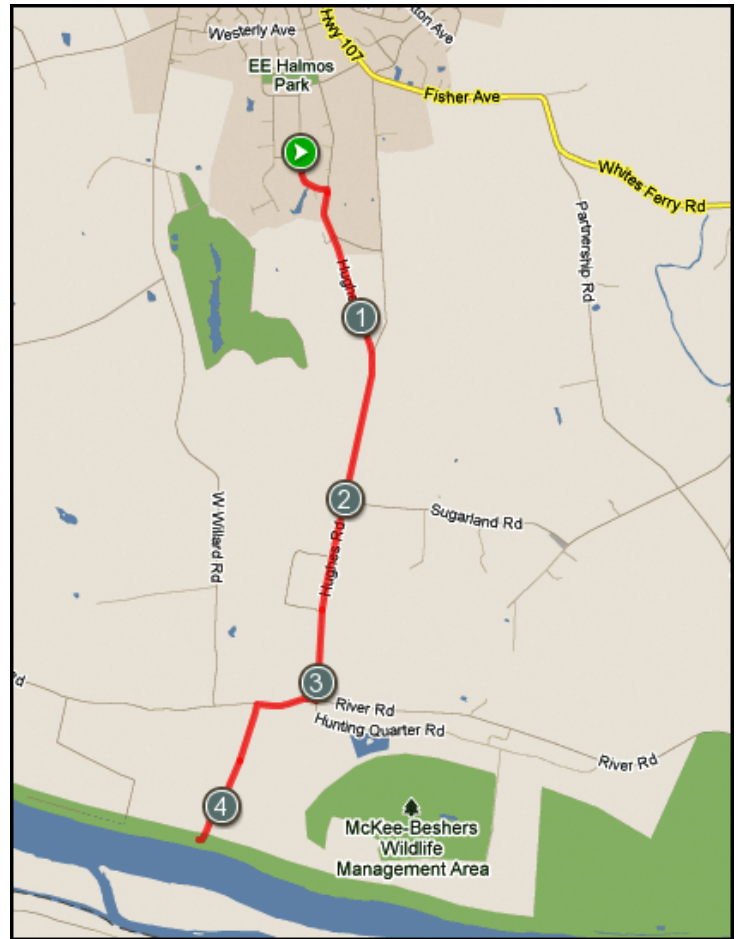 Westerly Ave
Hwy 107
EE Halmos
Park
Fisher Ave
Whites Ferry Rd
Partnership Rd
1
2
Sugarland Rd
W Willard Rd
Hughes Rd
3
River Rd
Hunting Quarter Rd
River Rd
4
McKee-Beshers
Wildlife
Management Area